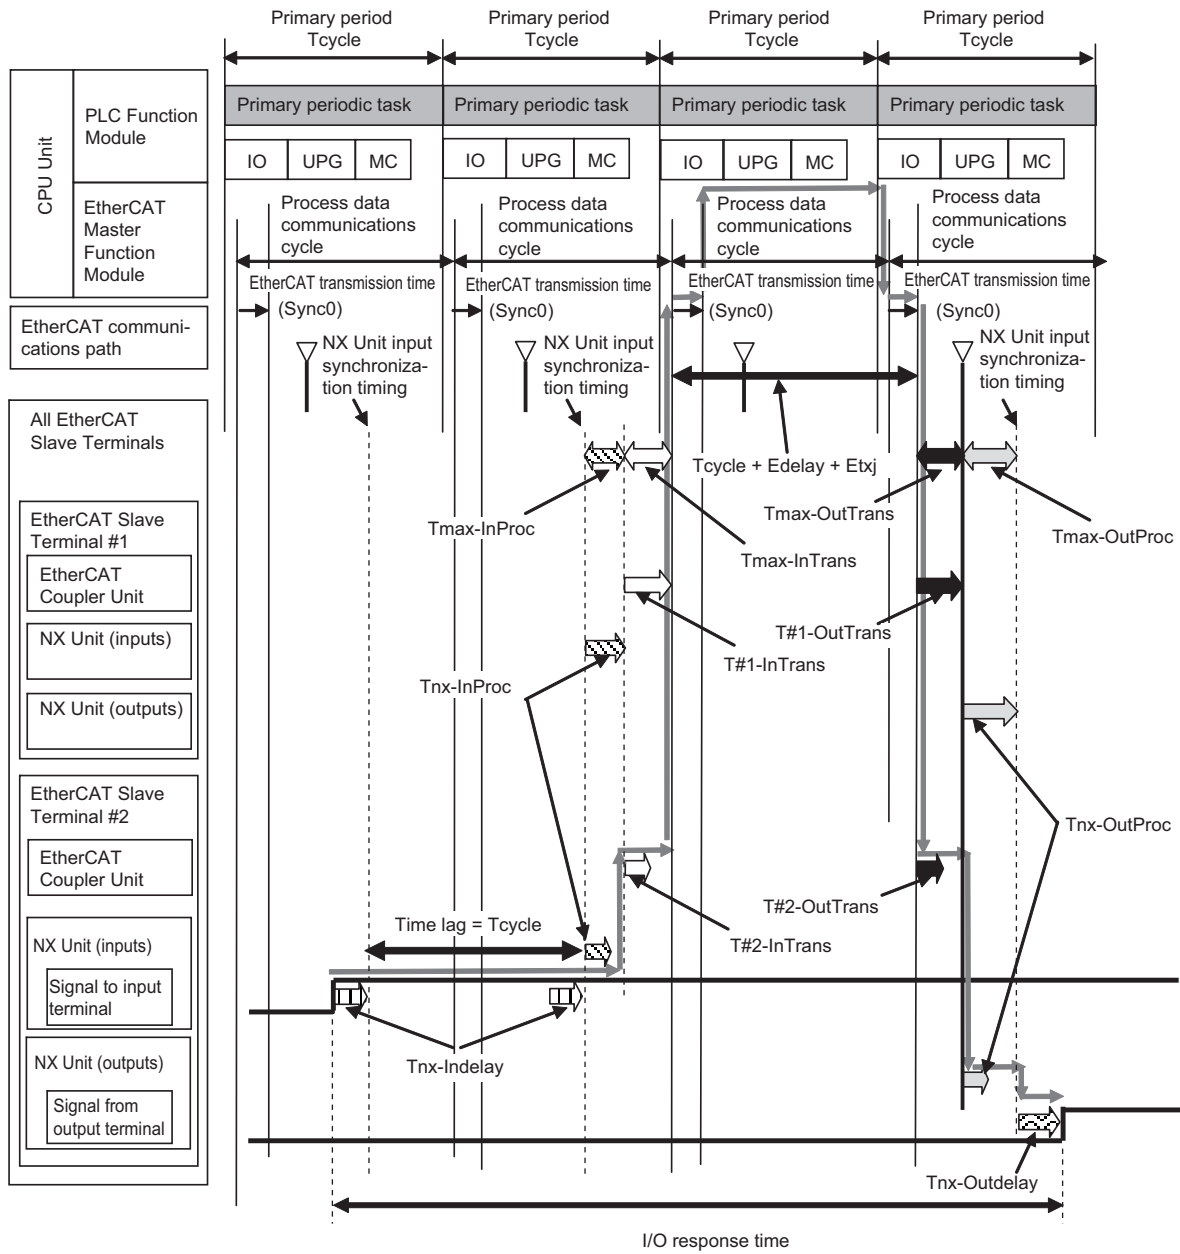 Primary period
Tcycle
Primary period
Tcycle
Primary period
Tcycle
Primary period
Tcycle
CPU Unit
PLC Function
Module
EtherCAT
Master
Function
Module
Primary periodic task
Primary periodic task
Primary periodic task
Primary periodic task
IO
UPG
MC
IO
UPG
MC
IO
UPG
MC
IO
UPG
MC
Process data
communications
cycle
Process data
communications
cycle
Process data
communications
cycle
Process data
communications
cycle
EtherCAT transmission time
EtherCAT transmission time
EtherCAT transmission time
EtherCAT transmission time
(Sync0)
(Sync0)
(Sync0)
(Sync0)
EtherCAT communi-
cations path
NX Unit input
synchroniza-
tion timing
NX Unit input
synchroniza-
tion timing
NX Unit input
synchroniza-
tion timing
All EtherCAT
Slave Terminals
Tcycle + Edelay + Etxj
Tmax-InProc
Tmax-InTrans
Tmax-OutTrans
Tmax-OutProc
EtherCAT Slave
Terminal #1
EtherCAT
Coupler Unit
NX Unit (inputs)
NX Unit (outputs)
T#1-OutTrans
T#1-InTrans
Tnx-InProc
EtherCAT Slave
Terminal #2
EtherCAT
Coupler Unit
Tnx-OutProc
T#2-OutTrans
Time lag = Tcycle
T#2-InTrans
NX Unit (inputs)
Signal to input
terminal
Tnx-Indelay
NX Unit (outputs)
Signal from
output terminal
Tnx-Outdelay
I/O response time